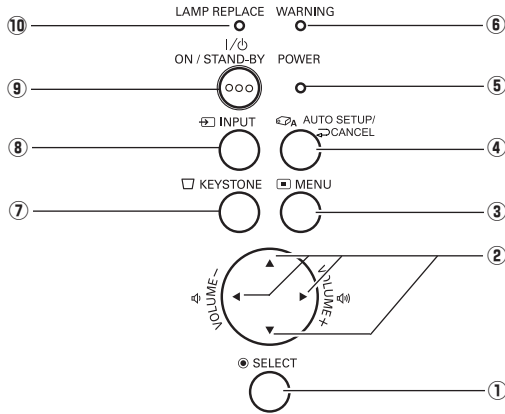 LAMP REPLACE WARNING
⑩ ⑥
I/⏻
ON / STAND-BY POWER
⑨ ⑤
INPUT A AUTO SETUP/
CANCEL
⑧ ④
KEYSTONE MENU
⑦ ③
②
VOLUME − VOLUME +
SELECT
①